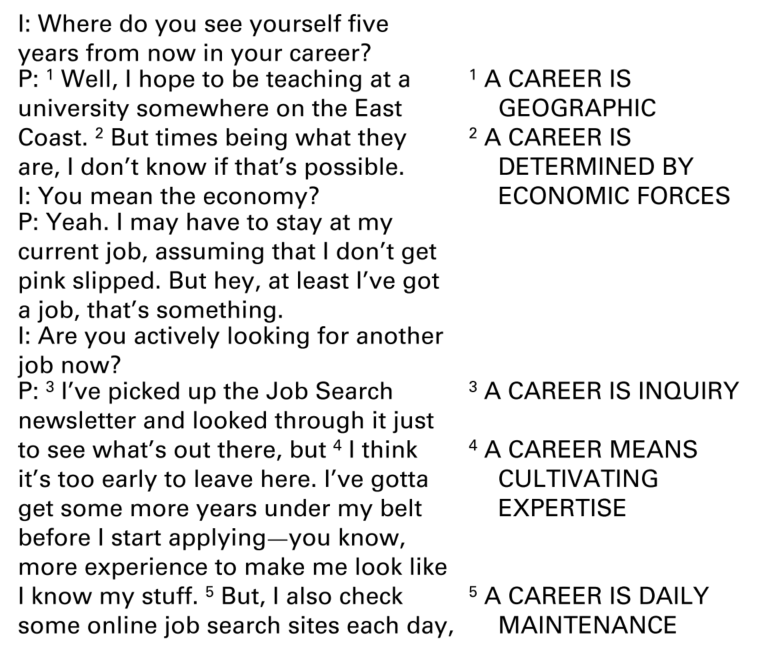 I: Where do you see yourself five
years from now in your career?
P: ¹ Well, I hope to be teaching at a
university somewhere on the East
Coast. ² But times being what they
are, I don’t know if that’s possible.
I: You mean the economy?
P: Yeah. I may have to stay at my
current job, assuming that I don’t get
pink slipped. But hey, at least I’ve got
a job, that’s something.
I: Are you actively looking for another
job now?
P: ³ I’ve picked up the Job Search
newsletter and looked through it just
to see what’s out there, but ⁴ I think
it’s too early to leave here. I’ve gotta
get some more years under my belt
before I start applying—you know,
more experience to make me look like
I know my stuff. ⁵ But, I also check
some online job search sites each day,
¹ A CAREER IS
GEOGRAPHIC
² A CAREER IS
DETERMINED BY
ECONOMIC FORCES
³ A CAREER IS INQUIRY
⁴ A CAREER MEANS
CULTIVATING
EXPERTISE
⁵ A CAREER IS DAILY
MAINTENANCE